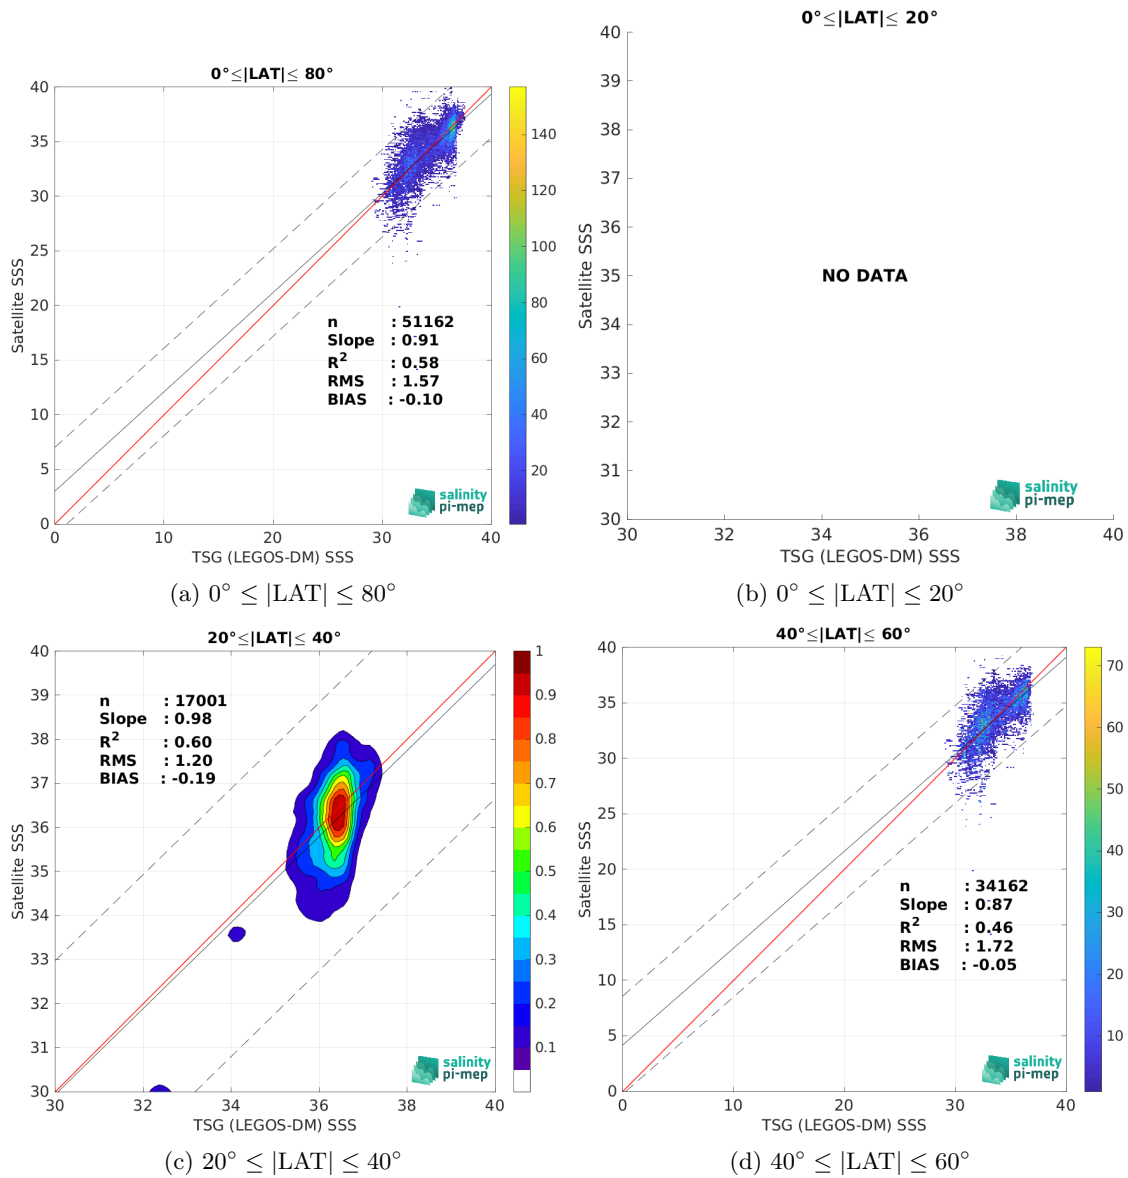 0°≤|LAT|≤ 80°
40
35
30
25
20
15
10
5
0
0
10
20
30
40
Satellite SSS
TSG (LEGOS-DM) SSS
n : 51162
Slope : 0.91
R² : 0.58
RMS : 1.57
BIAS : -0.10
salinity
pi-mep
140
120
100
80
60
40
20
(a) 0° ≤ |LAT| ≤ 80°
0°≤|LAT|≤ 20°
40
39
38
37
36
35
34
33
32
31
30
30
32
34
36
38
40
Satellite SSS
TSG (LEGOS-DM) SSS
NO DATA
salinity
pi-mep
(b) 0° ≤ |LAT| ≤ 20°
20°≤|LAT|≤ 40°
40
39
38
37
36
35
34
33
32
31
30
30
32
34
36
38
40
Satellite SSS
TSG (LEGOS-DM) SSS
n : 17001
Slope : 0.98
R² : 0.60
RMS : 1.20
BIAS : -0.19
salinity
pi-mep
1
0.9
0.8
0.7
0.6
0.5
0.4
0.3
0.2
0.1
(c) 20° ≤ |LAT| ≤ 40°
40°≤|LAT|≤ 60°
40
35
30
25
20
15
10
5
0
0
10
20
30
40
Satellite SSS
TSG (LEGOS-DM) SSS
n : 34162
Slope : 0.87
R² : 0.46
RMS : 1.72
BIAS : -0.05
salinity
pi-mep
70
60
50
40
30
20
10
(d) 40° ≤ |LAT| ≤ 60°